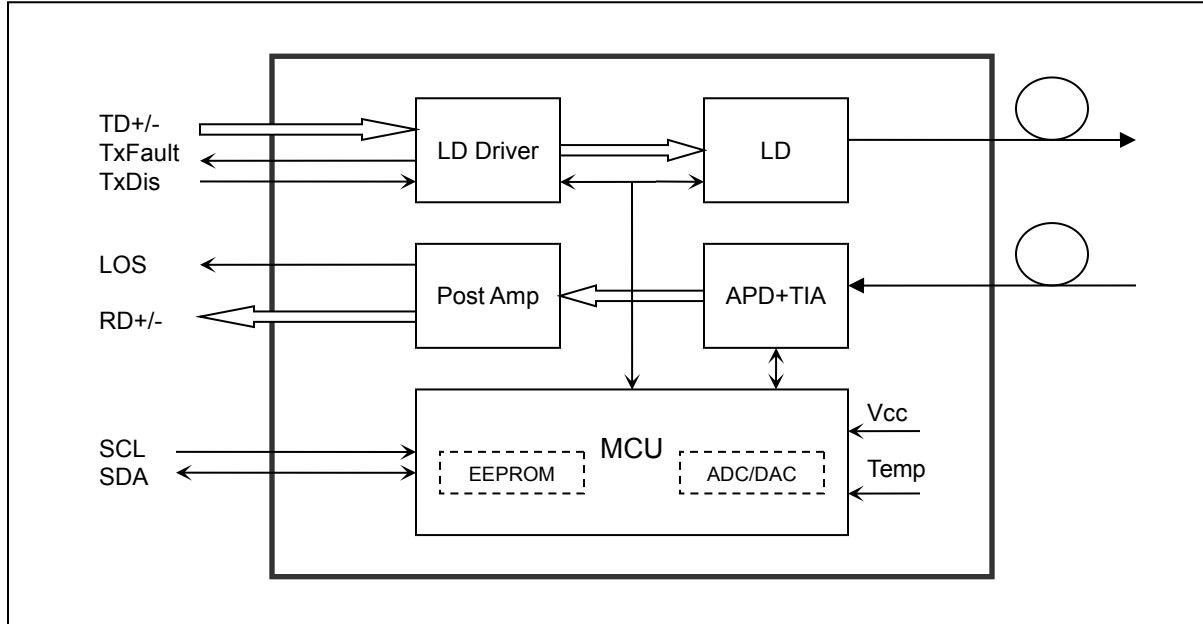 TD+/-
TxFault
TxDis
LD Driver
LD
LOS
RD+/-
Post Amp
APD+TIA
SCL
SDA
MCU
EEPROM
ADC/DAC
Vcc
Temp